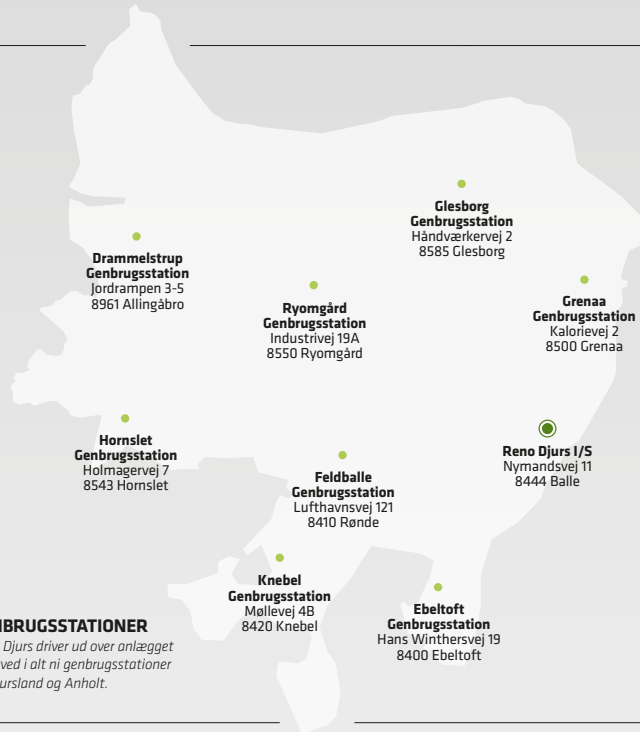 Glesborg
Genbrugsstation
Håndværkervej 2
8585 Glesborg
Drammelstrup
Genbrugsstation
Jordrampen 3-5
8961 Allingåbro
Ryomgård
Genbrugsstation
Industrivej 19A
8550 Ryomgård
Grenaa
Genbrugsstation
Kalorievej 2
8500 Grenaa
Hornslet
Genbrugsstation
Holmagervej 7
8543 Hornslet
Feldballe
Genbrugsstation
Lufthavnsvej 121
8410 Rønde
Reno Djurs I/S
Nymandsvej 11
8444 Balle
Knebel
Genbrugsstation
Møllevej 4B
8420 Knebel
Ebeltoft
Genbrugsstation
Hans Winthersvej 19
8400 Ebeltoft
NBRUGSSTATIONER
Djurs driver ud over anlægget
ved i alt ni genbrugsstationer
ursland og Anholt.